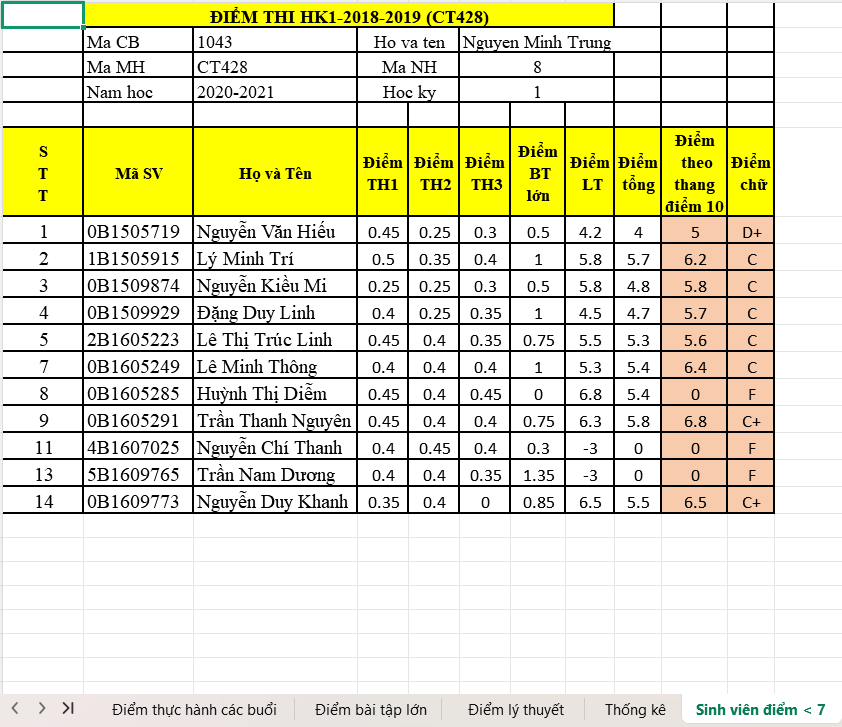 ĐIỂM THI HK1-2018-2019 (CT428)
Ma CB 1043 Ho va ten Nguyen Minh Trung
Ma MH CT428 Ma NH 8
Nam hoc 2020-2021 Hoc ky 1
S T T Mã SV Họ và Tên Điểm TH1 Điểm TH2 Điểm TH3 Điểm BT lớn Điểm LT Điểm tổng Điểm theo thang điểm 10 Điểm chữ
1 0B1505719 Nguyễn Văn Hiếu 0.45 0.25 0.3 0.5 4.2 4 5 D+
2 1B1505915 Lý Minh Trí 0.5 0.35 0.4 1 5.8 5.7 6.2 C
3 0B1509874 Nguyễn Kiều Mi 0.25 0.25 0.3 0.5 5.8 4.8 5.8 C
4 0B1509929 Đặng Duy Linh 0.4 0.25 0.35 1 4.5 4.7 5.7 C
5 2B1605223 Lê Thị Trúc Linh 0.45 0.4 0.35 0.75 5.5 5.3 5.6 C
7 0B1605249 Lê Minh Thông 0.4 0.4 0.4 1 5.3 5.4 6.4 C
8 0B1605285 Huỳnh Thị Diễm 0.45 0.4 0.45 0 6.8 5.4 0 F
9 0B1605291 Trần Thanh Nguyên 0.45 0.4 0.4 0.75 6.3 5.8 6.8 C+
11 4B1607025 Nguyễn Chí Thanh 0.4 0.45 0.4 0.3 -3 0 0 F
13 5B1609765 Trần Nam Dương 0.4 0.4 0.35 1.35 -3 0 0 F
14 0B1609773 Nguyễn Duy Khanh 0.35 0.4 0 0.85 6.5 5.5 6.5 C+
Điểm thực hành các buổi Điểm bài tập lớn Điểm lý thuyết Thống kê Sinh viên điểm < 7